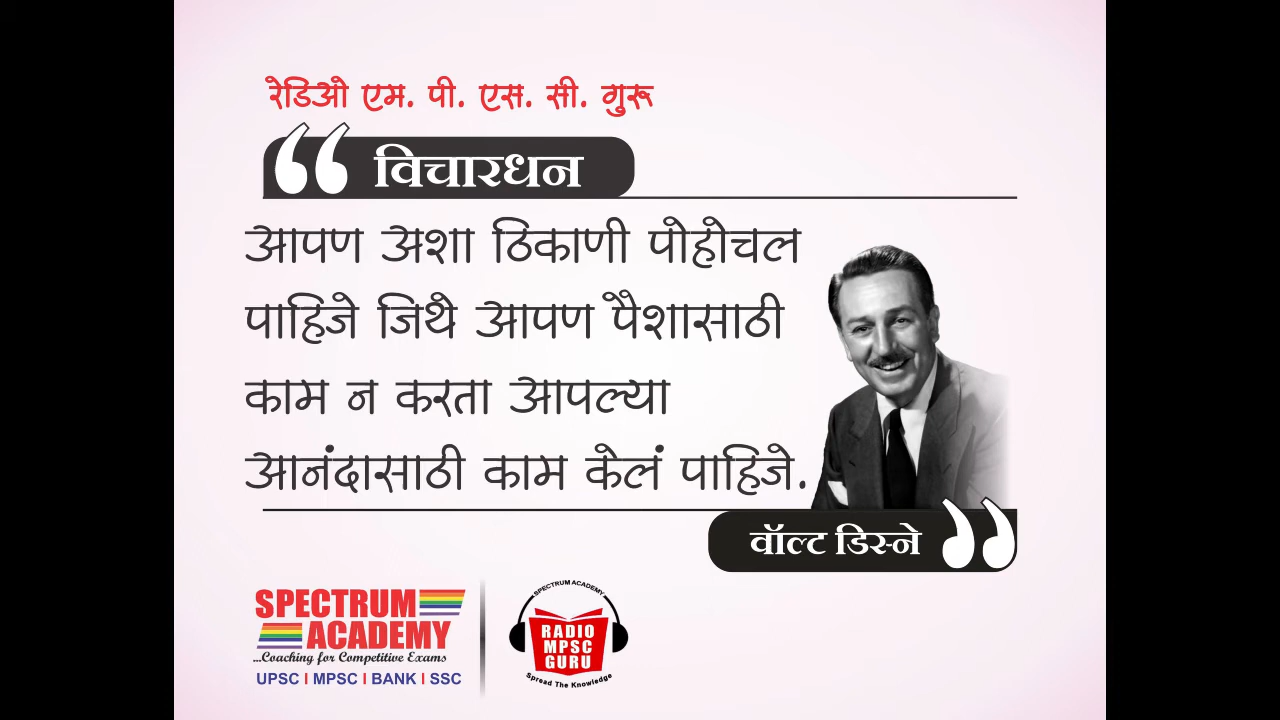 रेडिओ एम. पी. एस. सी. गुरू
विचारधन
आपण अशा ठिकाणी पोहोचल
पाहिजे जिथे आपण पैशासाठी
काम न करता आपल्या
आनंदासाठी काम केलं पाहिजे.
वॉल्ट डिस्ने
SPECTRUM
ACADEMY
...Coaching for Competitive Exams
UPSC | MPSC | BANK | SSC
SPECTRUM ACADEMY
RADIO
MPSC
GURU
Spread The Knowledge